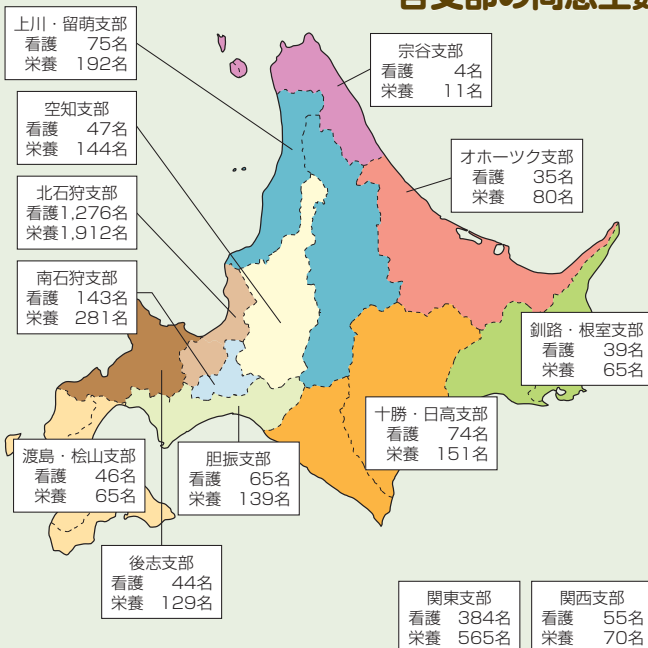 各支部の同窓生数
上川・留萌支部
看護 75名
栄養 192名
空知支部
看護 47名
栄養 144名
北石狩支部
看護1,276名
栄養1,912名
南石狩支部
看護 143名
栄養 281名
宗谷支部
看護 4名
栄養 11名
オホーツク支部
看護 35名
栄養 80名
釧路・根室支部
看護 39名
栄養 65名
十勝・日高支部
看護 74名
栄養 151名
渡島・桧山支部
看護 46名
栄養 65名
胆振支部
看護 65名
栄養 139名
後志支部
看護 44名
栄養 129名
関東支部
看護 384名
栄養 565名
関西支部
看護 55名
栄養 70名